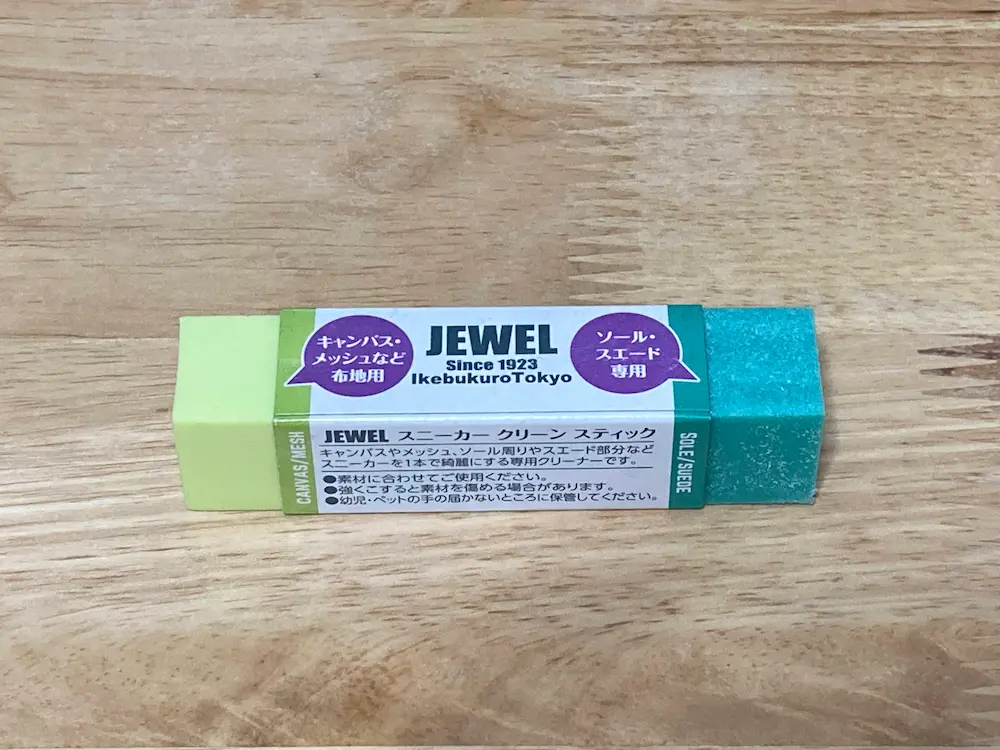 キャンバス・
メッシュなど
布地用
JEWEL
Since 1923
IkebukuroTokyo
ソール・
スエード
専用
CANVAS/MESH
JEWEL スニーカー クリーン スティック
キャンバスやメッシュ、ソール周りやスエード部分など
スニーカーを1本で綺麗にする専用クリーナーです。
●素材に合わせてご使用ください。
●強くこすると素材を傷める場合があります。
●幼児・ペットの手の届かないところに保管してください。
SOLE/SUEDE